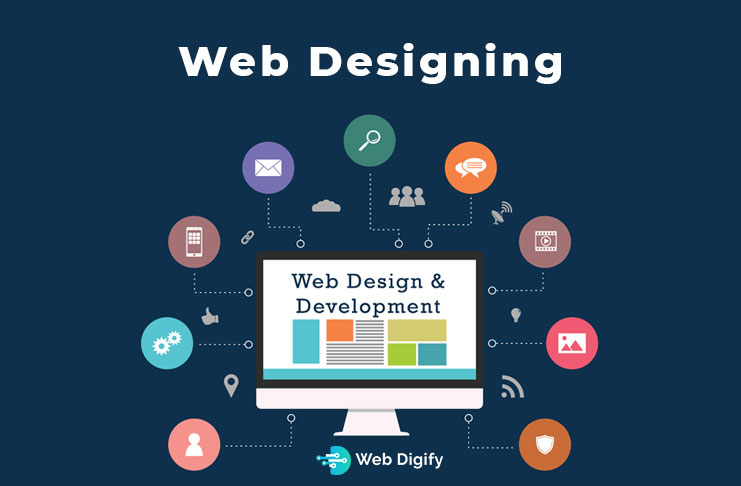 Web Designing
Web Design &
Development
Web Digify